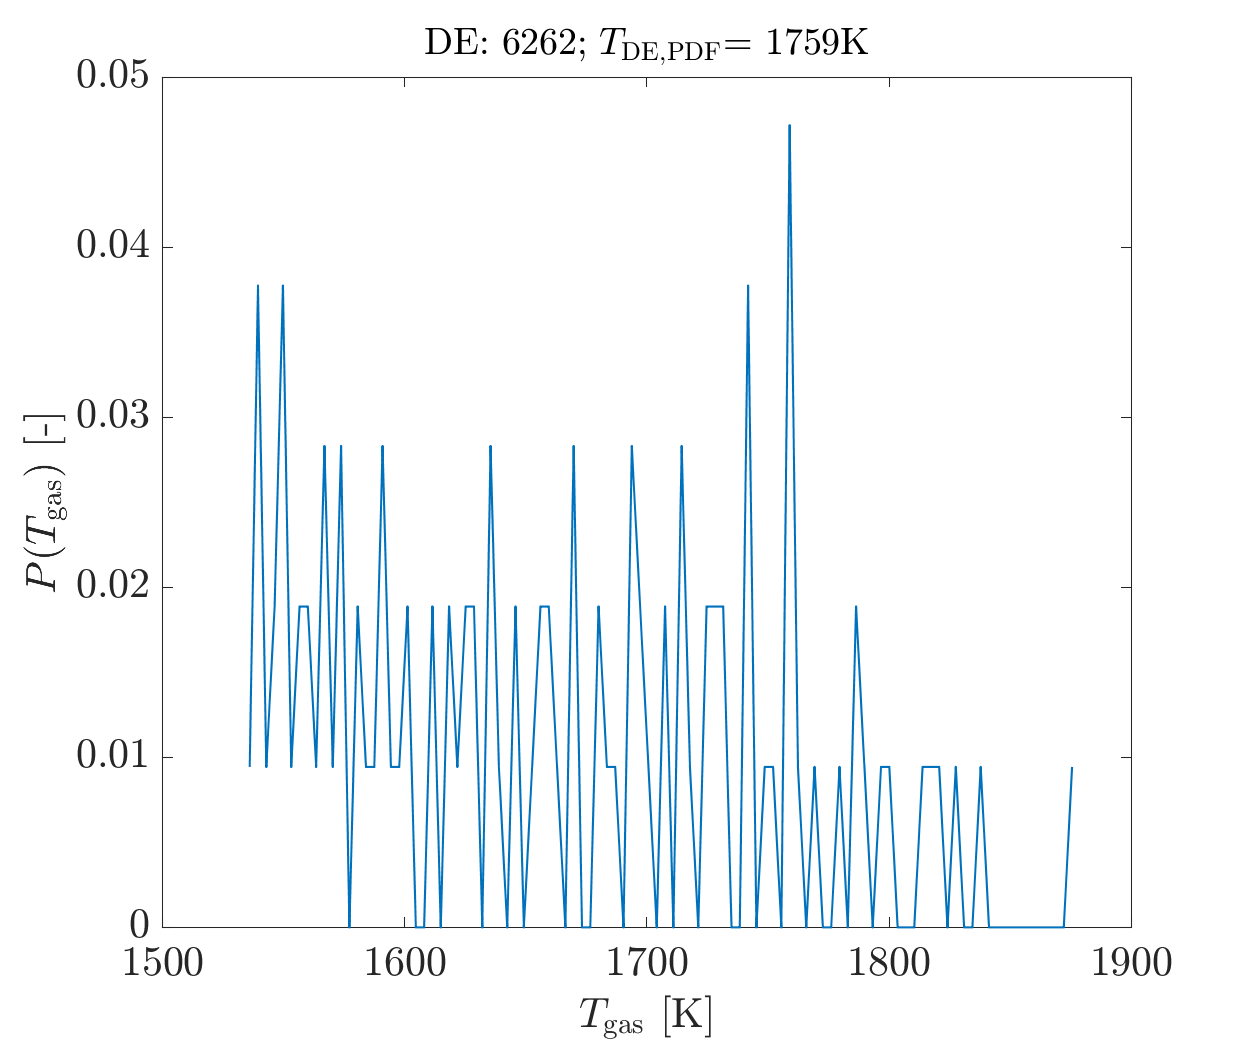 DE: 6262; T_DE,PDF= 1759K
0.05
0.04
0.03
0.02
0.01
0
P(T_gas) [-]
1500 1600 1700 1800 1900
T_gas [K]